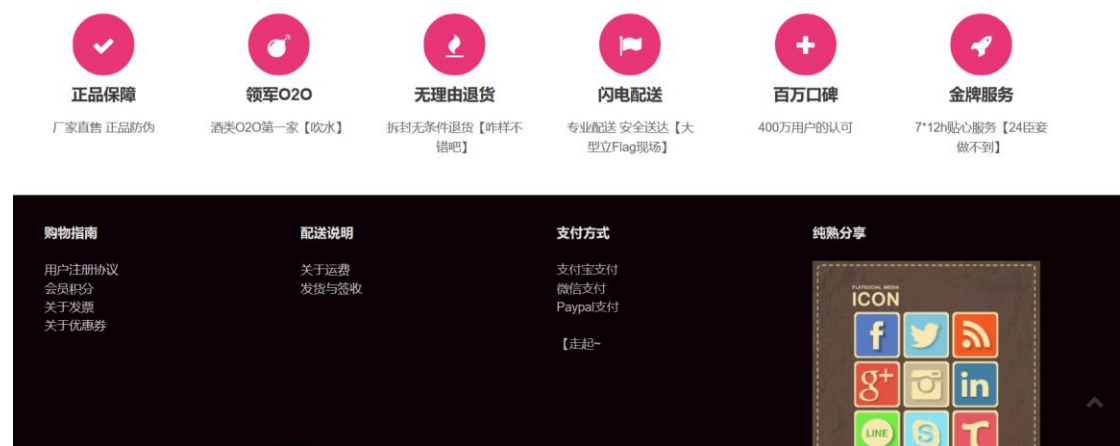 正品保障
领军O2O
无理由退货
闪电配送
百万口碑
金牌服务
厂家直售 正品防伪
酒类O2O第一家【吹水】
拆封无条件退货【咋样不
错吧】
专业配送 安全送达【大
型立Flag现场】
400万用户的认可
7*12h贴心服务【24臣妾
做不到】
购物指南
用户注册协议
会员积分
关于发票
关于优惠券
配送说明
关于运费
发货与签收
支付方式
支付宝支付
微信支付
Paypal支付
【走起~
纯熟分享
FLATSOCIAL MEDIA
ICON
f
g+
in
LINE
S
T